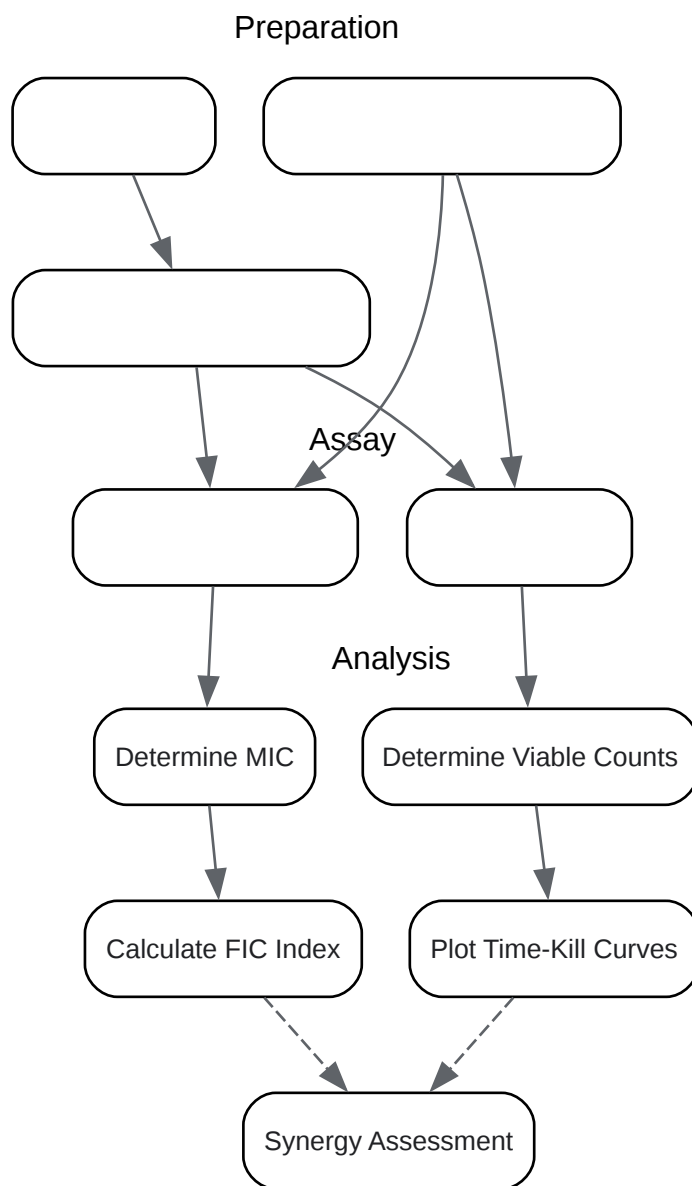 Preparation
Assay
Analysis
Determine MIC
Determine Viable Counts
Calculate FIC Index
Plot Time-Kill Curves
Synergy Assessment